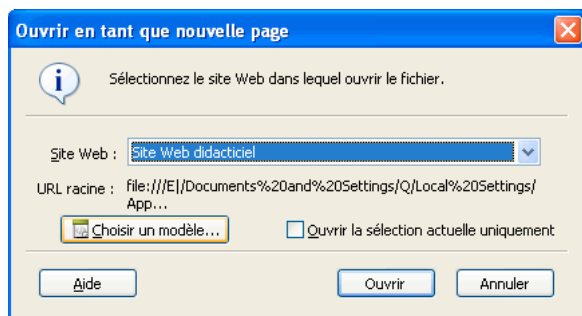 Ouvrir en tant que nouvelle page
Sélectionnez le site Web dans lequel ouvrir le fichier.
Site Web : Site Web didacticiel
URL racine : file:///E|/Documents%20and%20Settings/Q/Local%20Settings/
App...
Choisir un modèle... Ouvrir la sélection actuelle uniquement
Aide Ouvrir Annuler